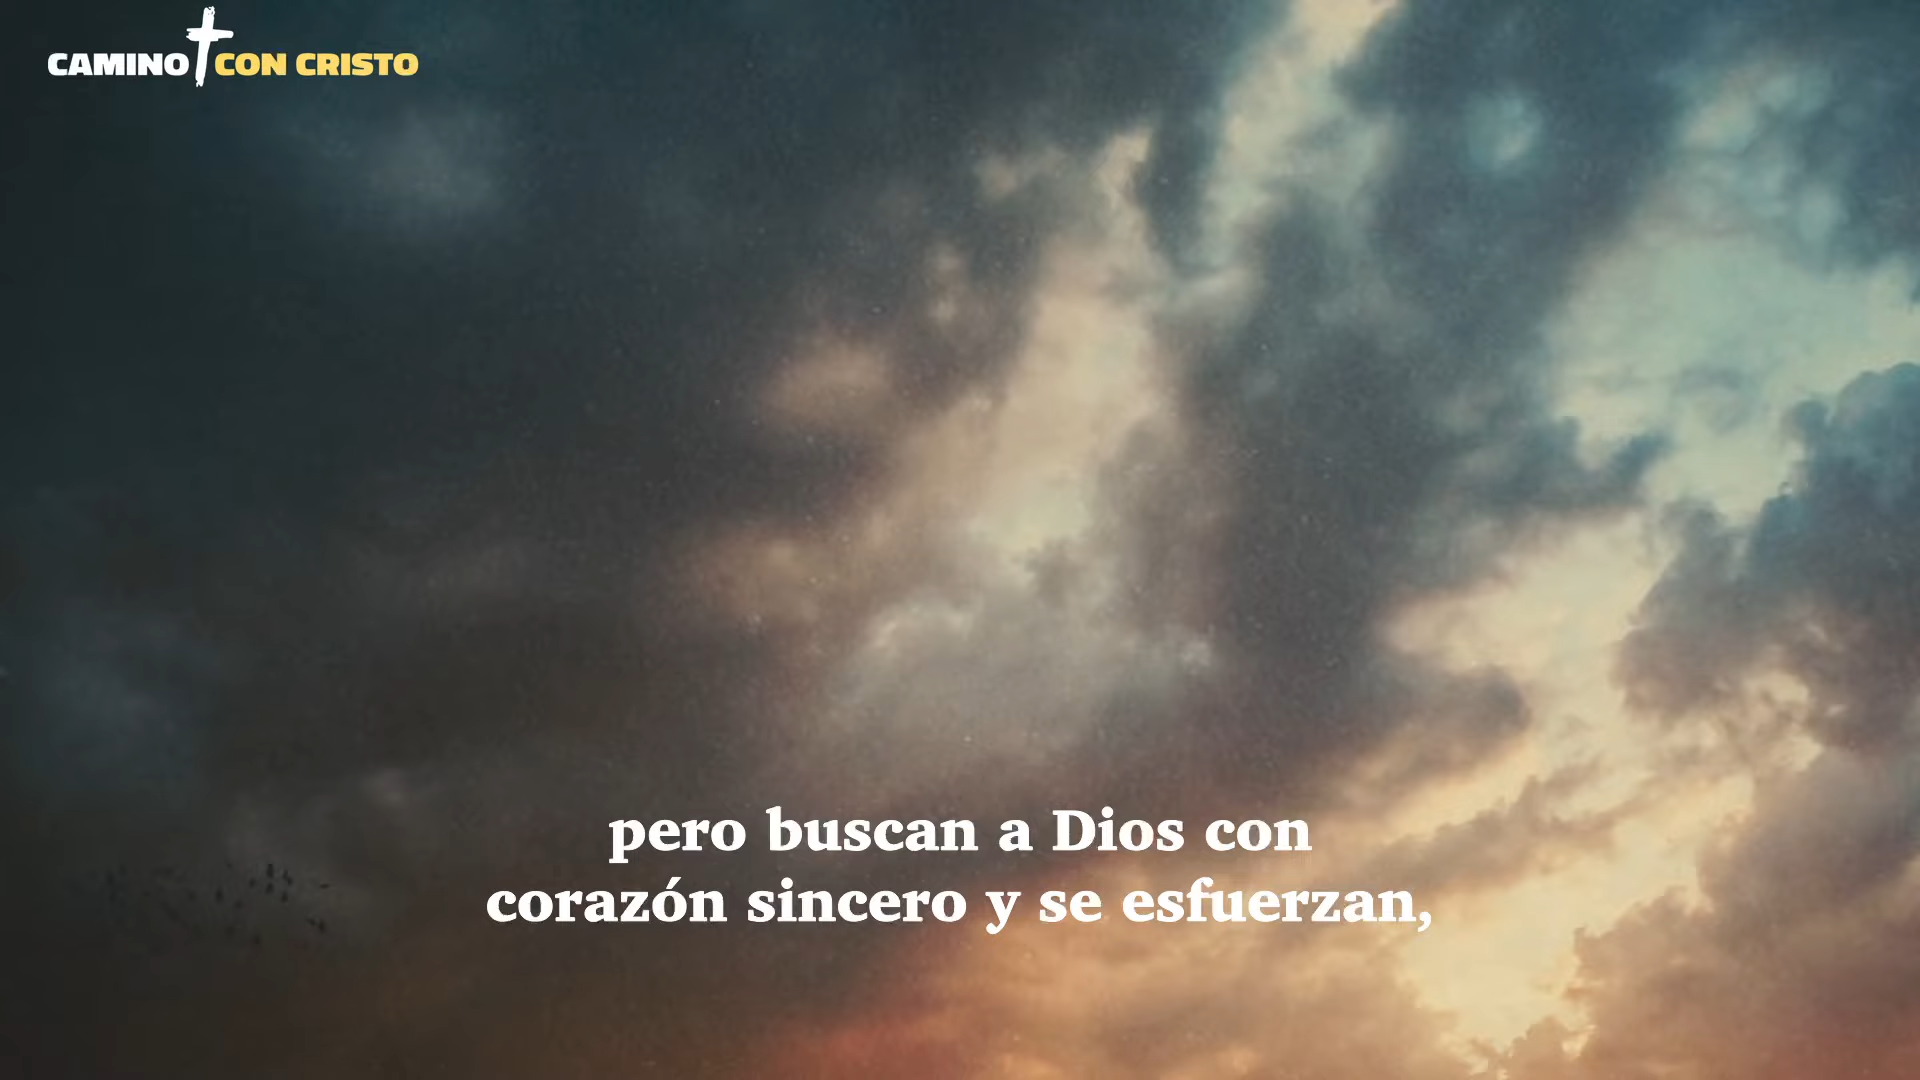 CAMINO CON CRISTO
pero buscan a Dios con
corazón sincero y se esfuerzan,